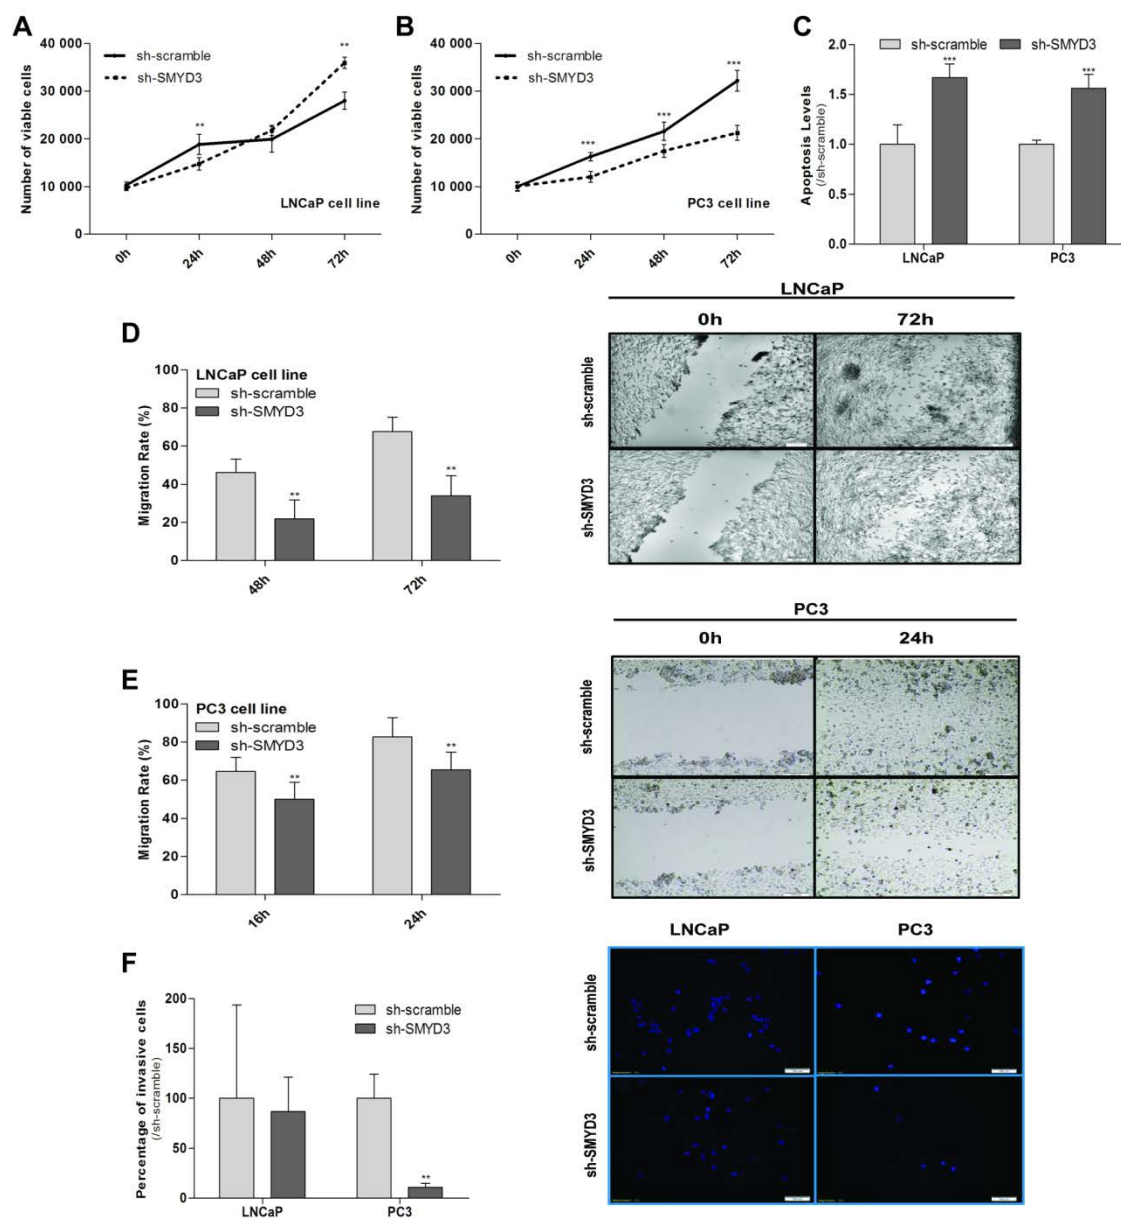 A
40 000
30 000
20 000
10 000
0
Number of viable cells
sh-scramble
sh-SMYD3
**
**
LNCaP cell line
0h
24h
48h
72h
B
40 000
30 000
20 000
10 000
0
Number of viable cells
sh-scramble
sh-SMYD3
***
***
***
PC3 cell line
0h
24h
48h
72h
C
2.0
1.5
1.0
0.5
0.0
Apoptosis Levels
(/sh-scramble)
sh-scramble
sh-SMYD3
***
***
LNCaP
PC3
D
100
80
60
40
20
0
Migration Rate (%)
LNCaP cell line
sh-scramble
sh-SMYD3
**
**
48h
72h
LNCaP
0h
72h
sh-scramble
sh-SMYD3
E
100
80
60
40
20
0
Migration Rate (%)
PC3 cell line
sh-scramble
sh-SMYD3
**
**
16h
24h
PC3
0h
24h
sh-scramble
sh-SMYD3
F
200
150
100
50
0
Percentage of invasive cells
(/sh-scramble)
sh-scramble
sh-SMYD3
**
LNCaP
PC3
LNCaP
PC3
sh-scramble
sh-SMYD3